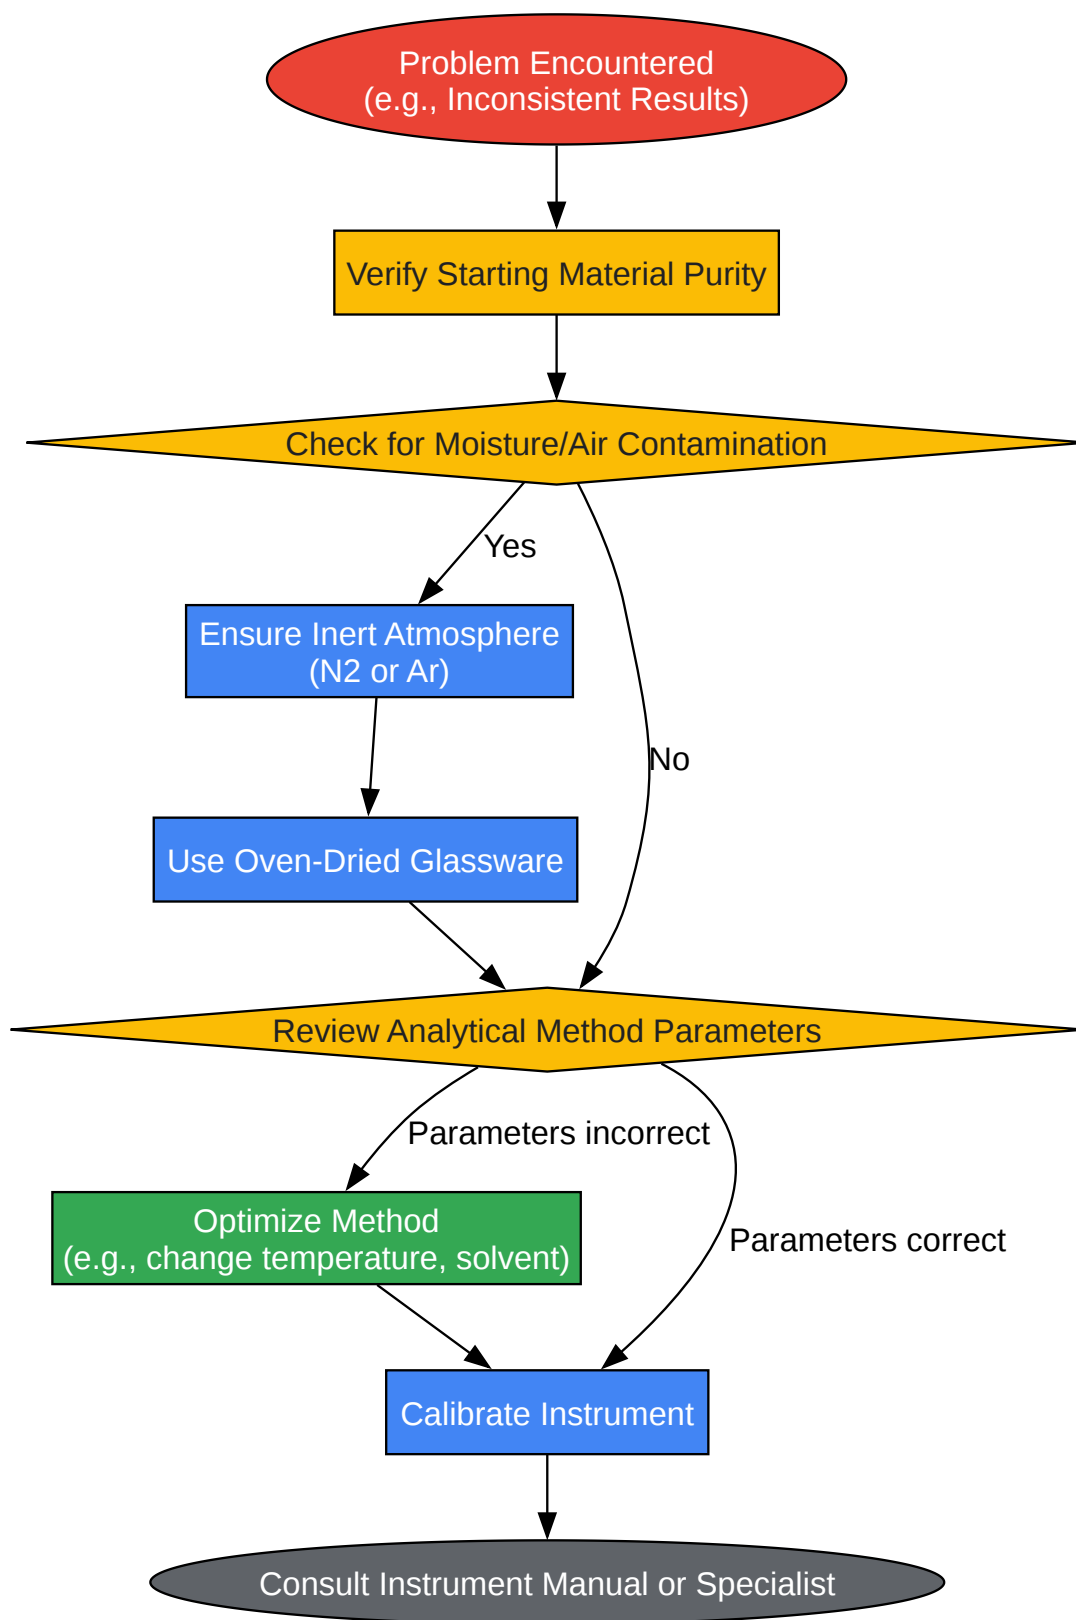 Problem Encountered
(e.g., Inconsistent Results)
Verify Starting Material Purity
Check for Moisture/Air Contamination
Yes
Ensure Inert Atmosphere
(N2 or Ar)
No
Use Oven-Dried Glassware
Review Analytical Method Parameters
Parameters incorrect
Optimize Method
(e.g., change temperature, solvent)
Parameters correct
Calibrate Instrument
Consult Instrument Manual or Specialist